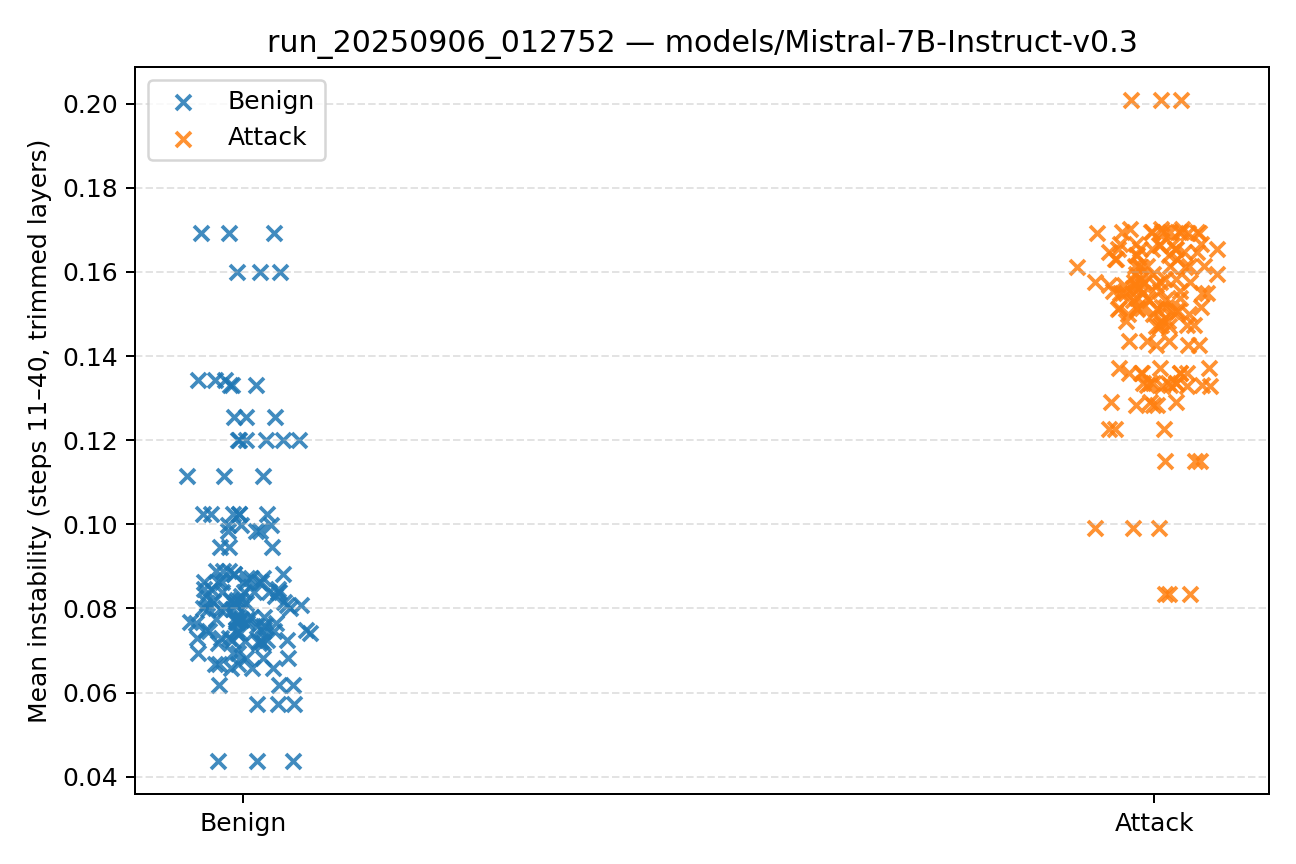 run_20250906_012752 — models/Mistral-7B-Instruct-v0.3
Benign
Attack
Mean instability (steps 11–40, trimmed layers)
0.20
0.18
0.16
0.14
0.12
0.10
0.08
0.06
0.04
Benign
Attack